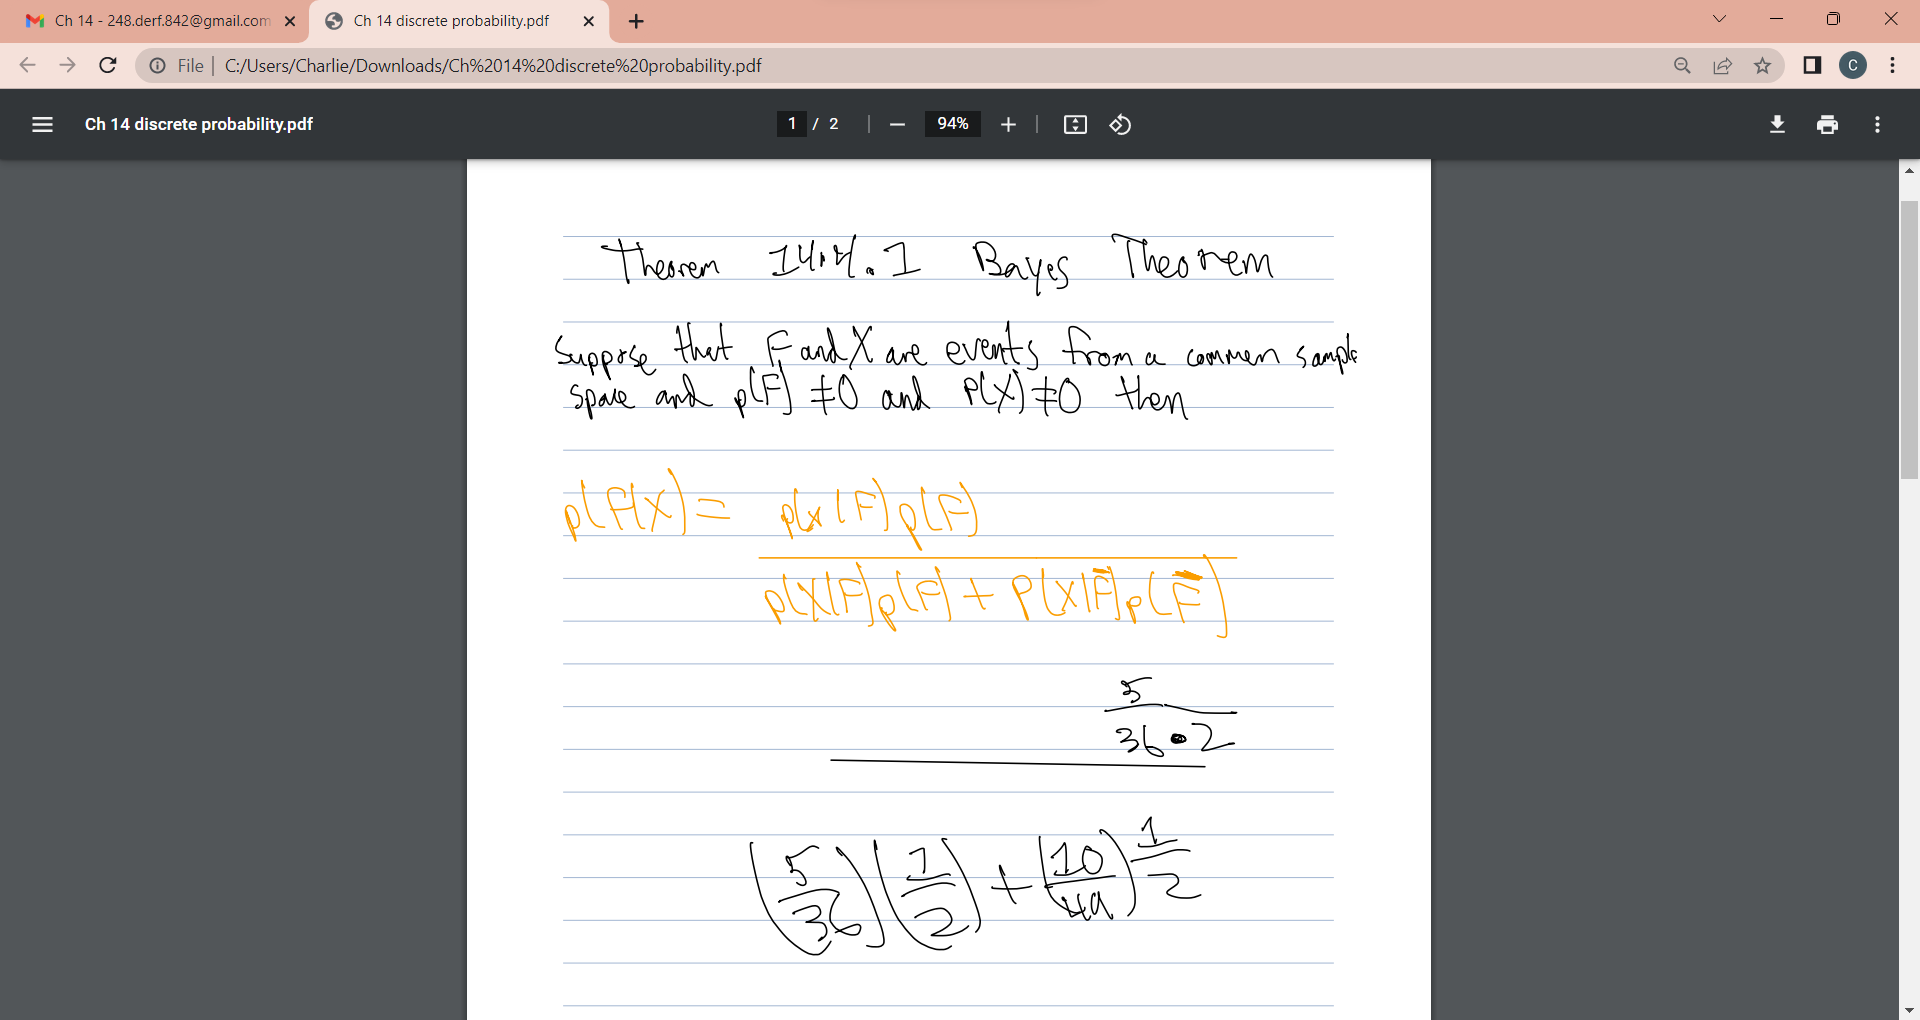 Ch 14 - 248.derf.842@gmail.com
Ch 14 discrete probability.pdf
File | C:/Users/Charlie/Downloads/Ch%2014%20discrete%20probability.pdf
C
Ch 14 discrete probability.pdf
1 / 2
94%
Theorem 14.4.1 Bayes Theorem
Suppose that F and X are events from a common sample
space and p(F) ≠0 and P(X) ≠0 then
p(F|X) = p(x|F) p(F)
p(X|F) p(F) + P(X|F̄) p(F̄)
5
36 • 2
(5/36) (1/2) + (10/49) 1/2